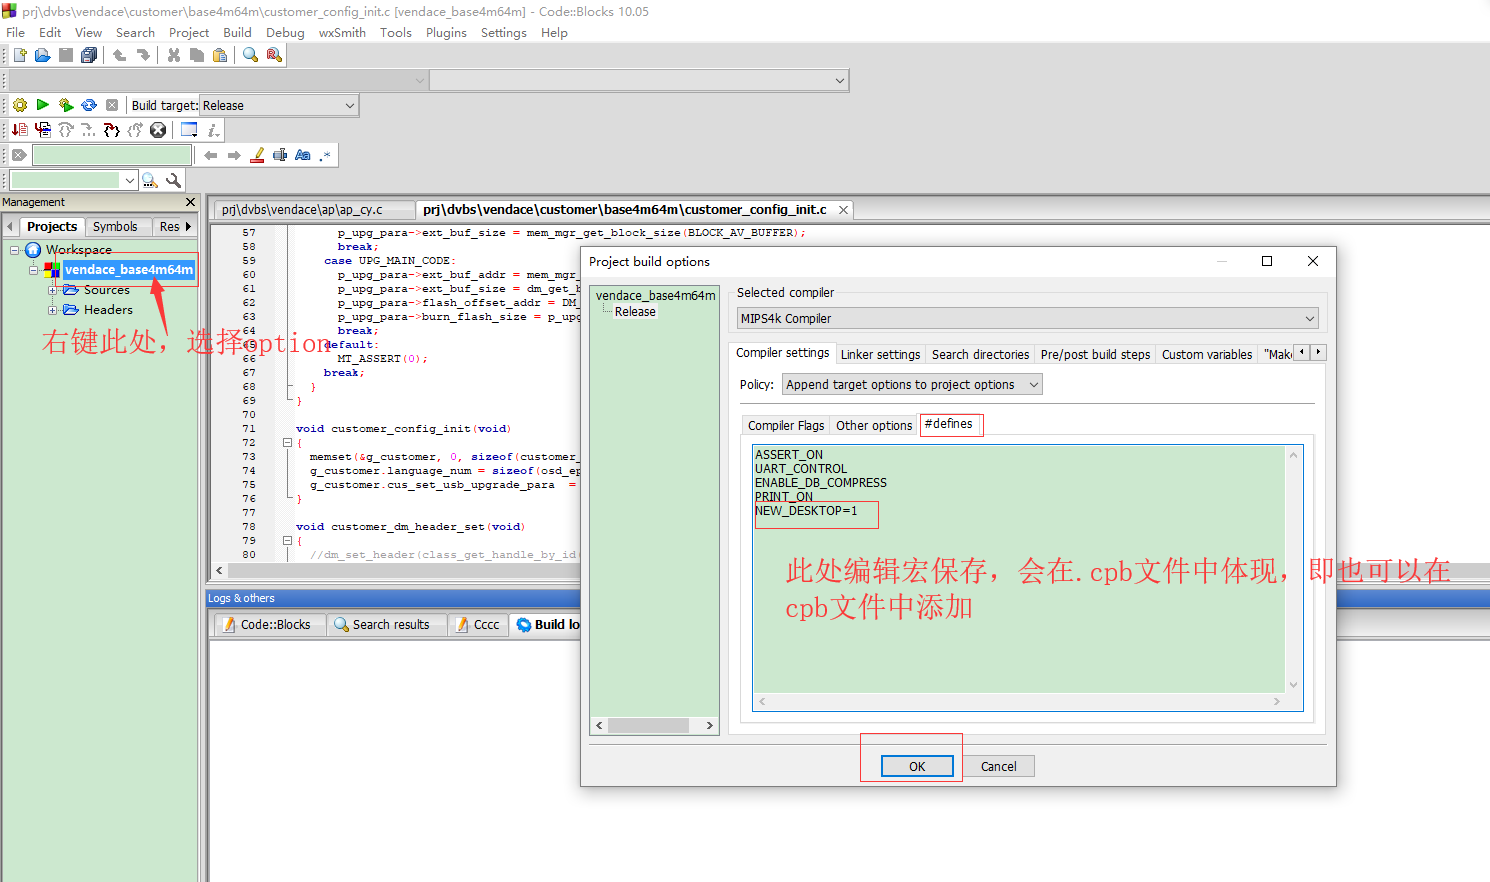 prj\dvbs\vendace\customer\base4m64m\customer_config_init.c [vendace_base4m64m] - Code::Blocks 10.05
File Edit View Search Project Build Debug wxSmith Tools Plugins Settings Help
Build target: Release
Management
Projects Symbols Res
Workspace
vendace_base4m64m
Sources
Headers
右键此处，选择option
prj\dvbs\vendace\ap\ap_cy.c prj\dvbs\vendace\customer\base4m64m\customer_config_init.c
57 p_upg_para->ext_buf_size = mem_mgr_get_block_size(BLOCK_AV_BUFFER);
58 break;
59 case UPG_MAIN_CODE:
60 p_upg_para->ext_buf_addr = mem_mgr_
61 p_upg_para->ext_buf_size = dm_get_b
62 p_upg_para->flash_offset_addr = DM_
63 p_upg_para->burn_flash_size = p_upg
64 break;
65 default:
66 MT_ASSERT(0);
67 break;
68 }
69 }
70
71 void customer_config_init(void)
72 {
73 memset(&g_customer, 0, sizeof(customer_
74 g_customer.language_num = sizeof(osd_ep
75 g_customer.cus_set_usb_upgrade_para =
76 }
77
78 void customer_dm_header_set(void)
79 {
80 //dm_set_header(class_get_handle_by_id(
Logs & others
Code::Blocks Search results Cccc Build lo
Project build options
vendace_base4m64m
Release
Selected compiler
MIPS4k Compiler
Compiler settings Linker settings Search directories Pre/post build steps Custom variables "Make
Policy: Append target options to project options
Compiler Flags Other options #defines
ASSERT_ON
UART_CONTROL
ENABLE_DB_COMPRESS
PRINT_ON
NEW_DESKTOP=1
此处编辑宏保存，会在.cpb文件中体现，即也可以在
cpb文件中添加
OK Cancel